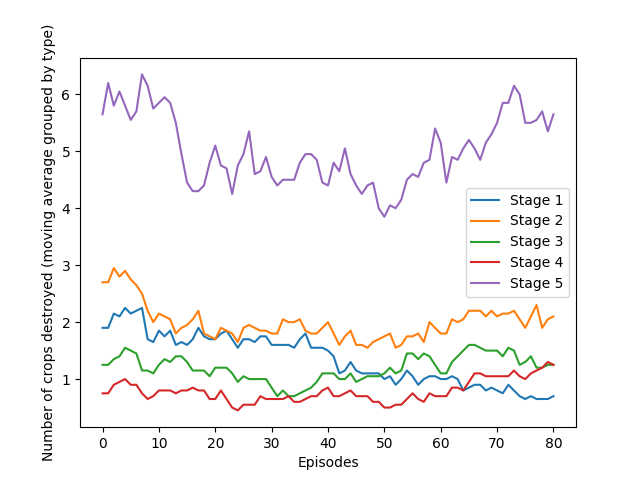 Number of crops destroyed (moving average grouped by type)
6
5
4
3
2
1
0 10 20 30 40 50 60 70 80
Episodes
Stage 1
Stage 2
Stage 3
Stage 4
Stage 5